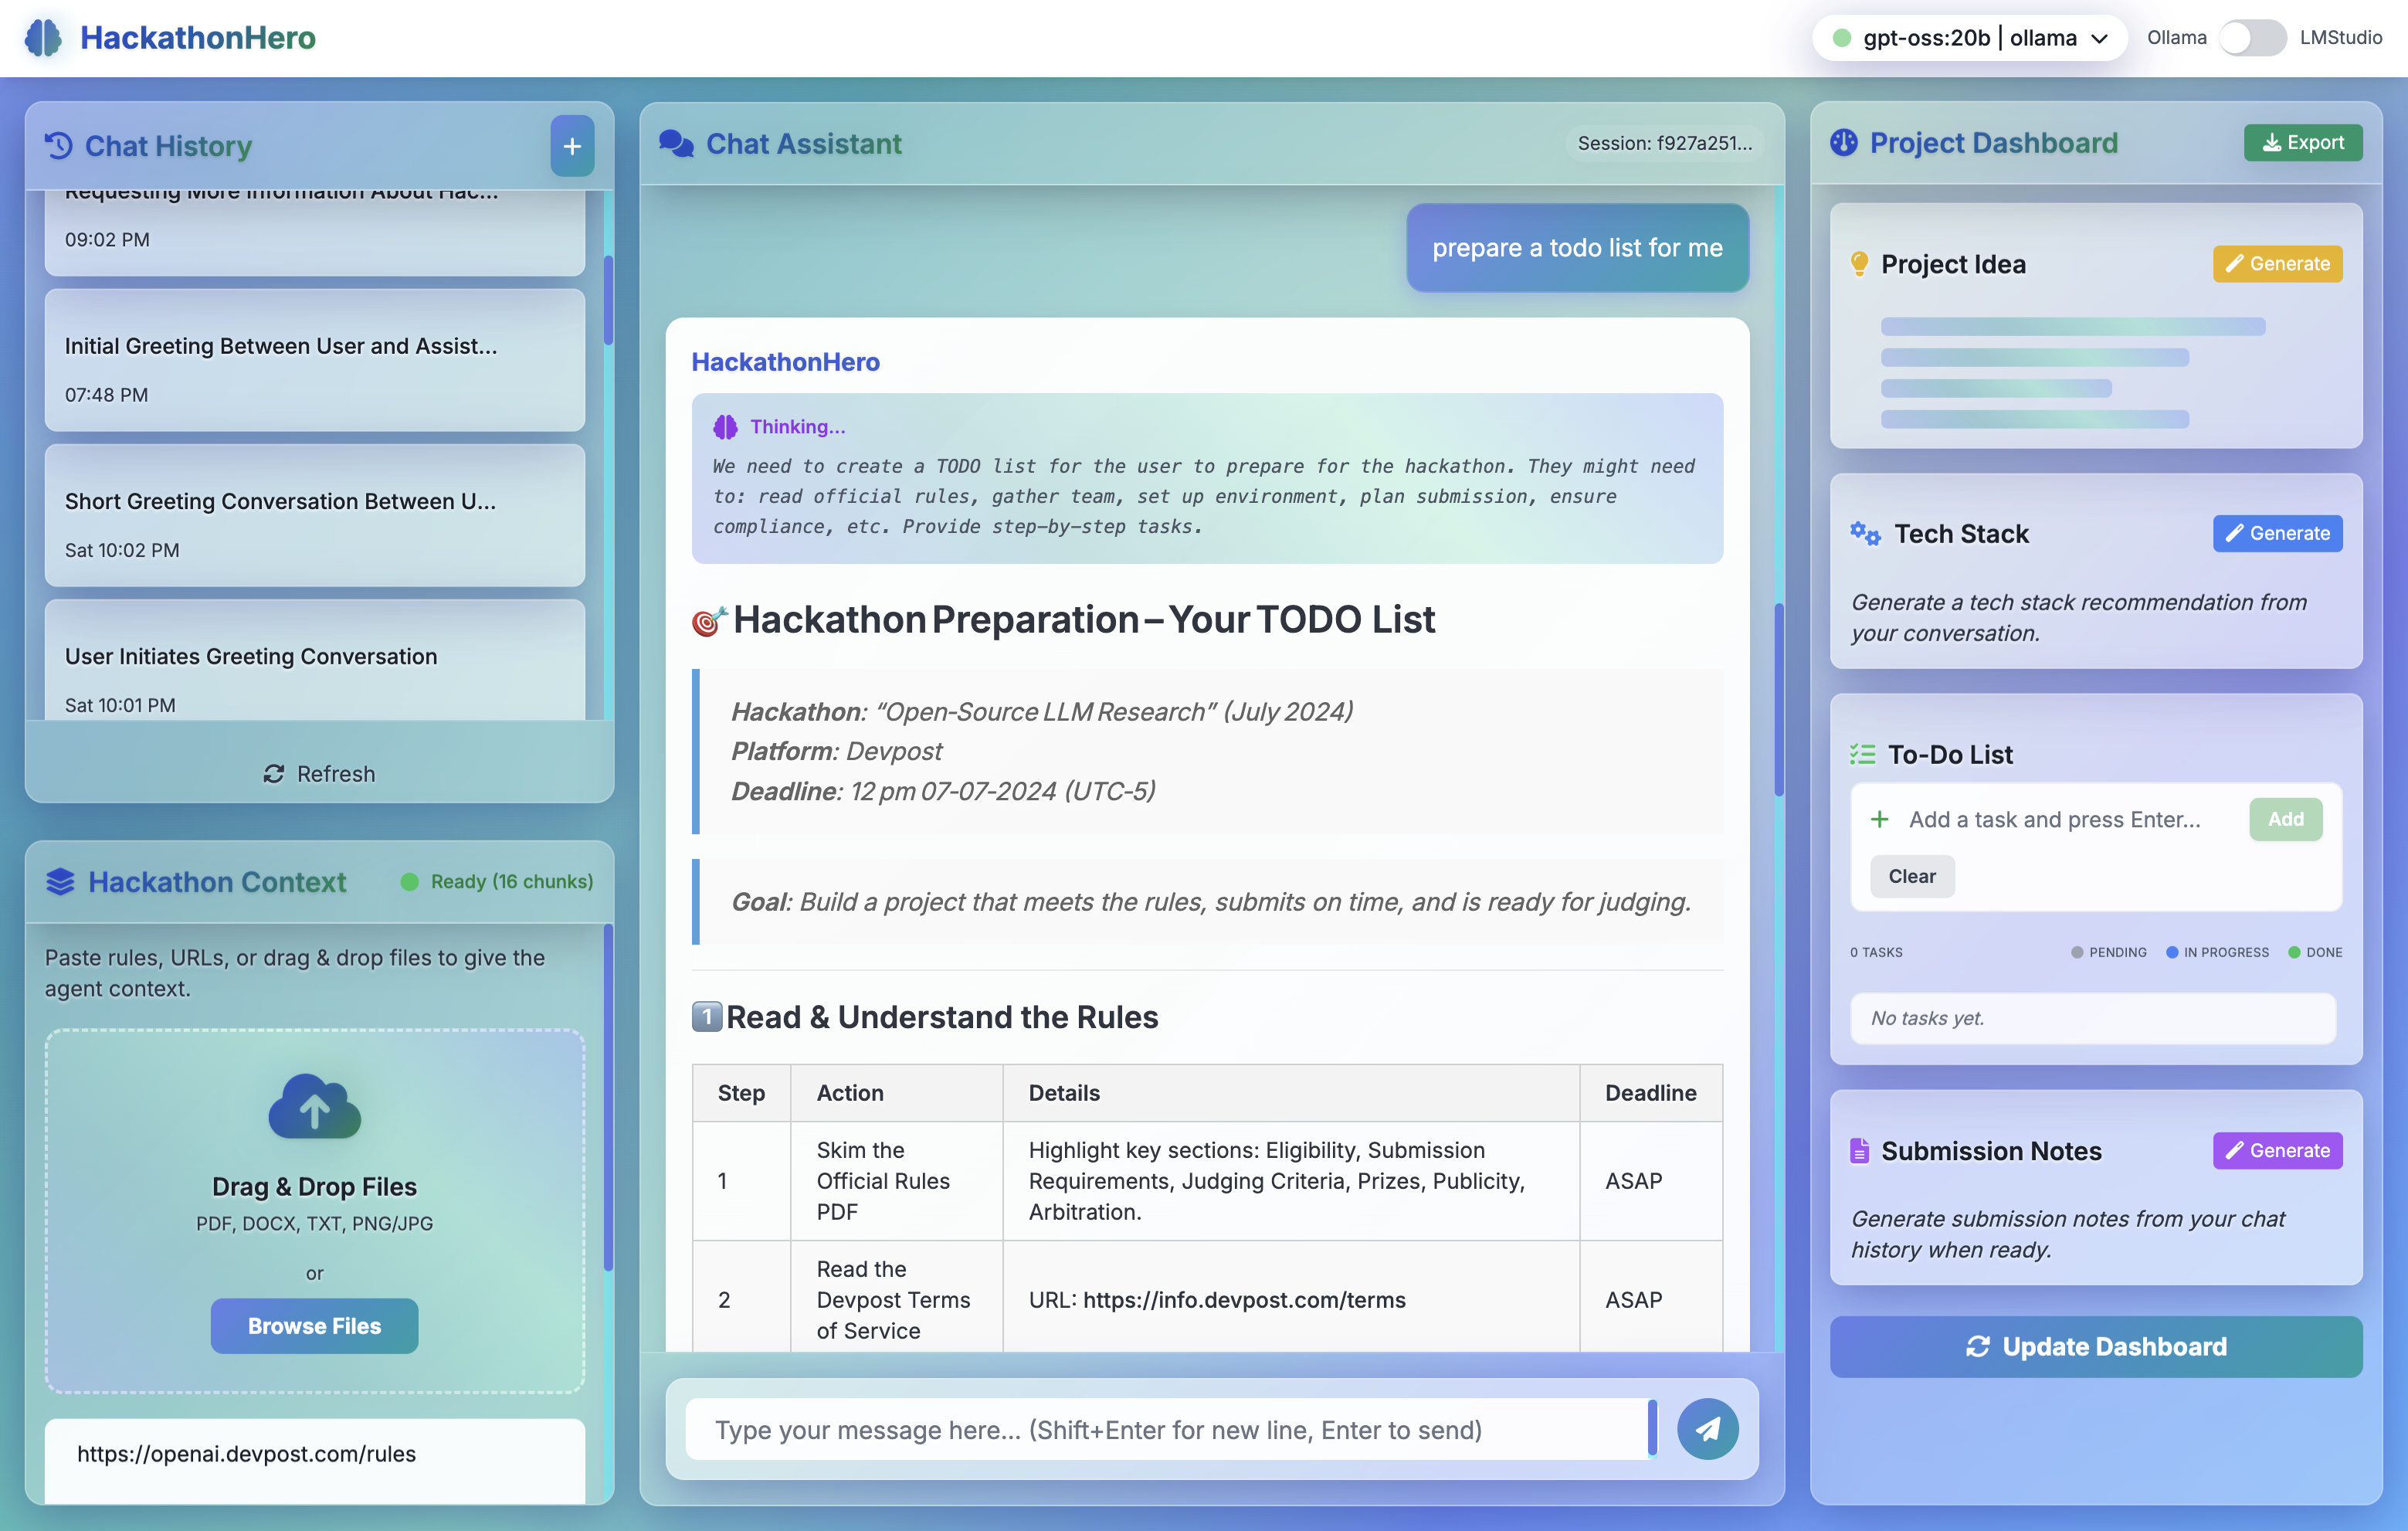 HackathonHero
gpt-oss:20b | ollama
Ollama
LMStudio
Chat History
+
Requesting More Information About Hac...
09:02 PM
Initial Greeting Between User and Assist...
07:48 PM
Short Greeting Conversation Between U...
Sat 10:02 PM
User Initiates Greeting Conversation
Sat 10:01 PM
Refresh
Hackathon Context
Ready (16 chunks)
Paste rules, URLs, or drag & drop files to give the
agent context.
Drag & Drop Files
PDF, DOCX, TXT, PNG/JPG
or
Browse Files
https://openai.devpost.com/rules
Chat Assistant
Session: f927a251...
prepare a todo list for me
HackathonHero
Thinking...
We need to create a TODO list for the user to prepare for the hackathon. They might need
to: read official rules, gather team, set up environment, plan submission, ensure
compliance, etc. Provide step-by-step tasks.
🎯 Hackathon Preparation – Your TODO List
Hackathon: “Open-Source LLM Research” (July 2024)
Platform: Devpost
Deadline: 12 pm 07-07-2024 (UTC-5)
Goal: Build a project that meets the rules, submits on time, and is ready for judging.
1️⃣ Read & Understand the Rules
Step Action Details Deadline
1 Skim the Official Rules PDF Highlight key sections: Eligibility, Submission Requirements, Judging Criteria, Prizes, Publicity, Arbitration. ASAP
2 Read the Devpost Terms of Service URL: https://info.devpost.com/terms ASAP
Type your message here... (Shift+Enter for new line, Enter to send)
Project Dashboard
Export
Project Idea
Generate
Tech Stack
Generate
Generate a tech stack recommendation from
your conversation.
To-Do List
+ Add a task and press Enter...
Add
Clear
0 TASKS
PENDING
IN PROGRESS
DONE
No tasks yet.
Submission Notes
Generate
Generate submission notes from your chat
history when ready.
Update Dashboard